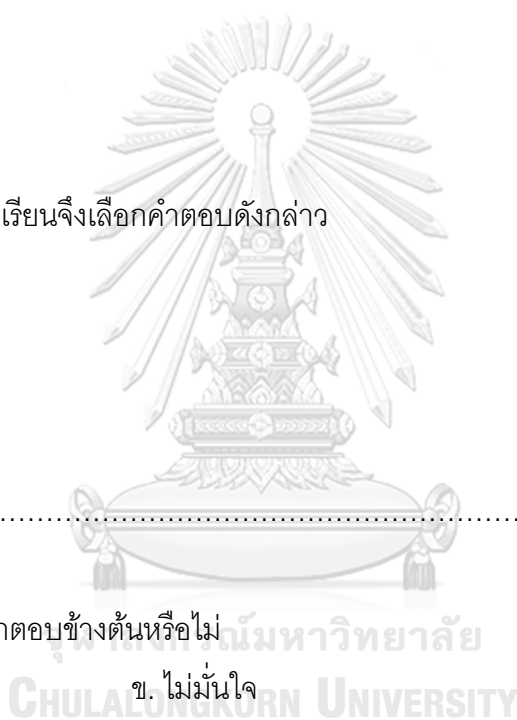 เรียนจึงเลือกคำตอบดังกล่าว
……………………………………………………
าตอบข้างต้นหรือไม่
จุฬาลงกรณ์มหาวิทยาลัย
ข. ไม่มั่นใจ
CHULALONGKORN UNIVERSITY